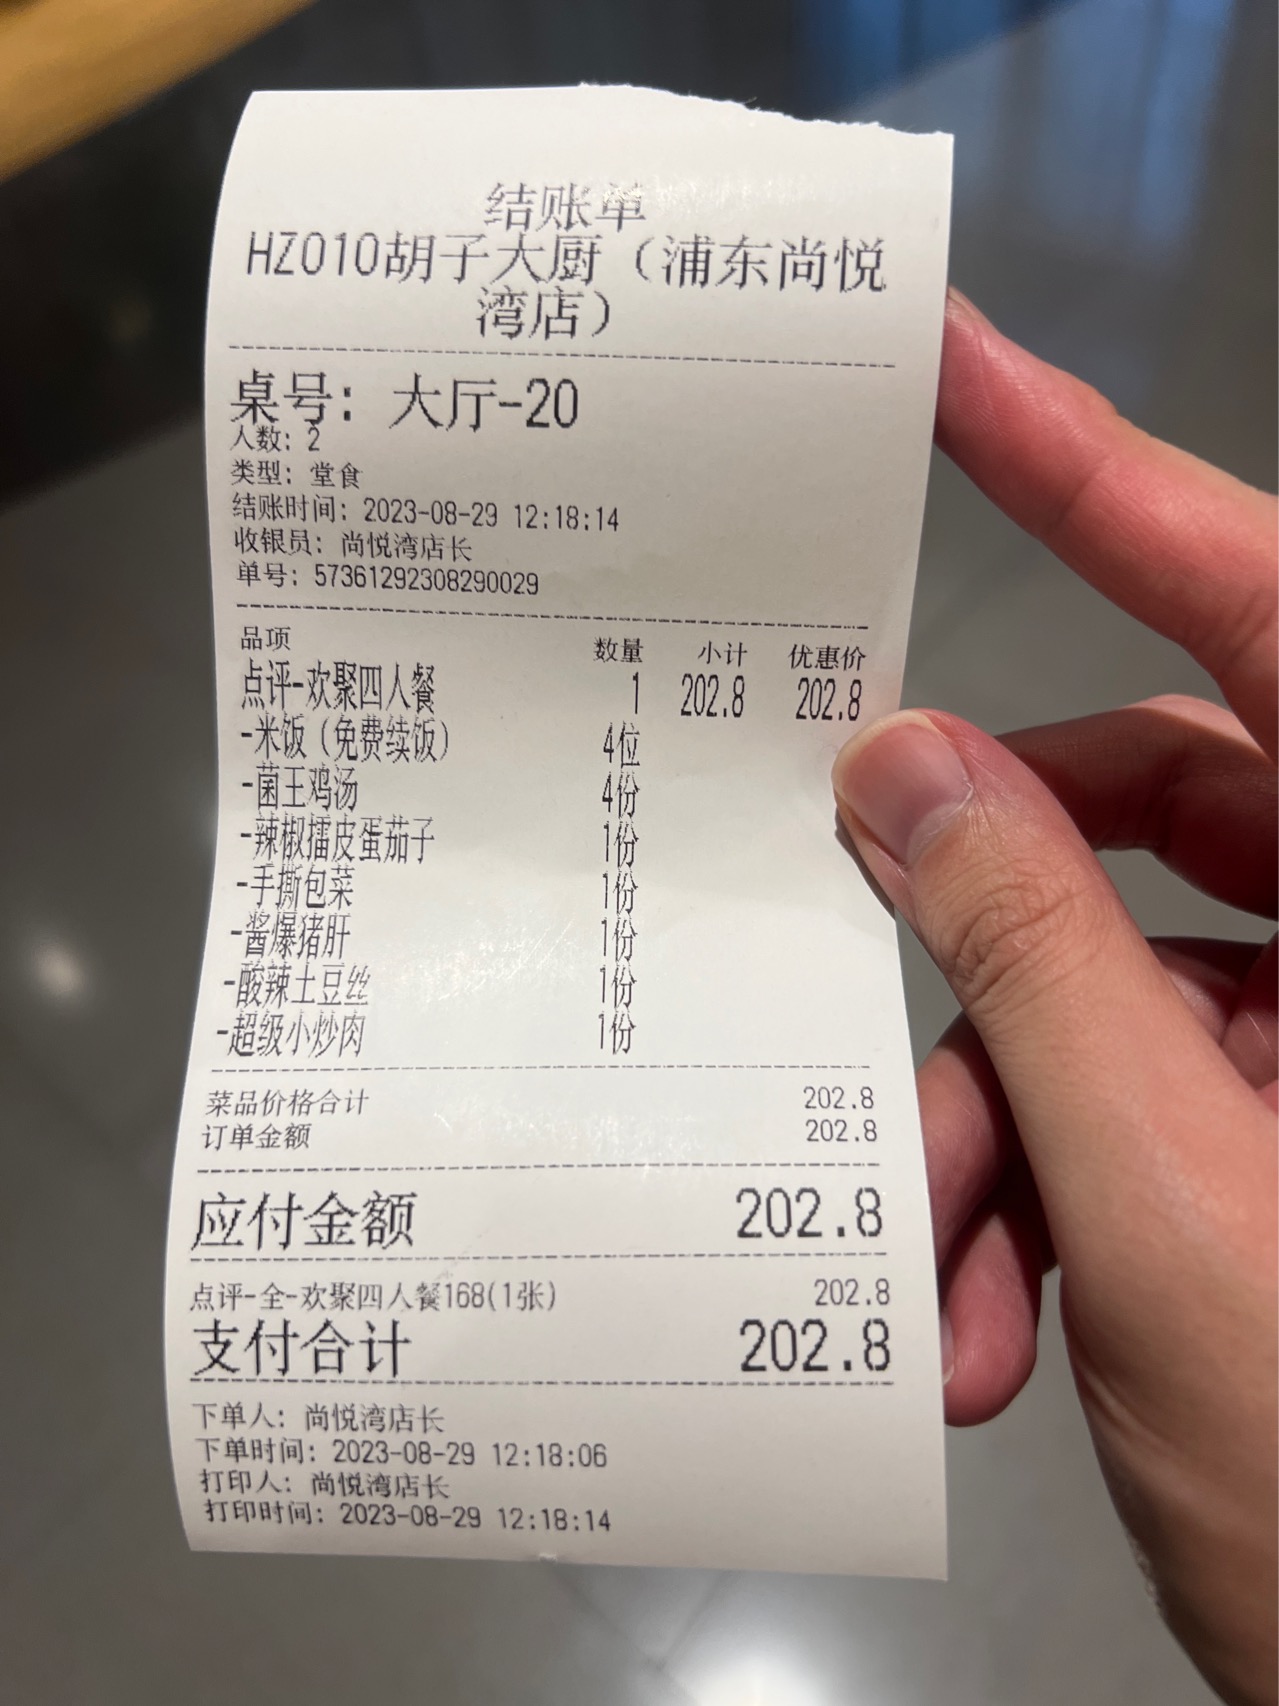 结账单
HZ010胡子大厨（浦东尚悦
湾店）
桌号：大厅-20
人数：2
类型：堂食
结账时间：2023-08-29 12:18:14
收银员：尚悦湾店长
单号：57361292308290029
品项 数量 小计 优惠价
点评-欢聚四人餐 1 202.8 202.8
-米饭（免费续饭） 4位
-菌王鸡汤 4份
-辣椒擂皮蛋茄子 1份
-手撕包菜 1份
-酱爆猪肝 1份
-酸辣土豆丝 1份
-超级小炒肉 1份
菜品价格合计 202.8
订单金额 202.8
应付金额 202.8
点评-全-欢聚四人餐168(1张) 202.8
支付合计 202.8
下单人：尚悦湾店长
下单时间：2023-08-29 12:18:06
打印人：尚悦湾店长
打印时间：2023-08-29 12:18:14